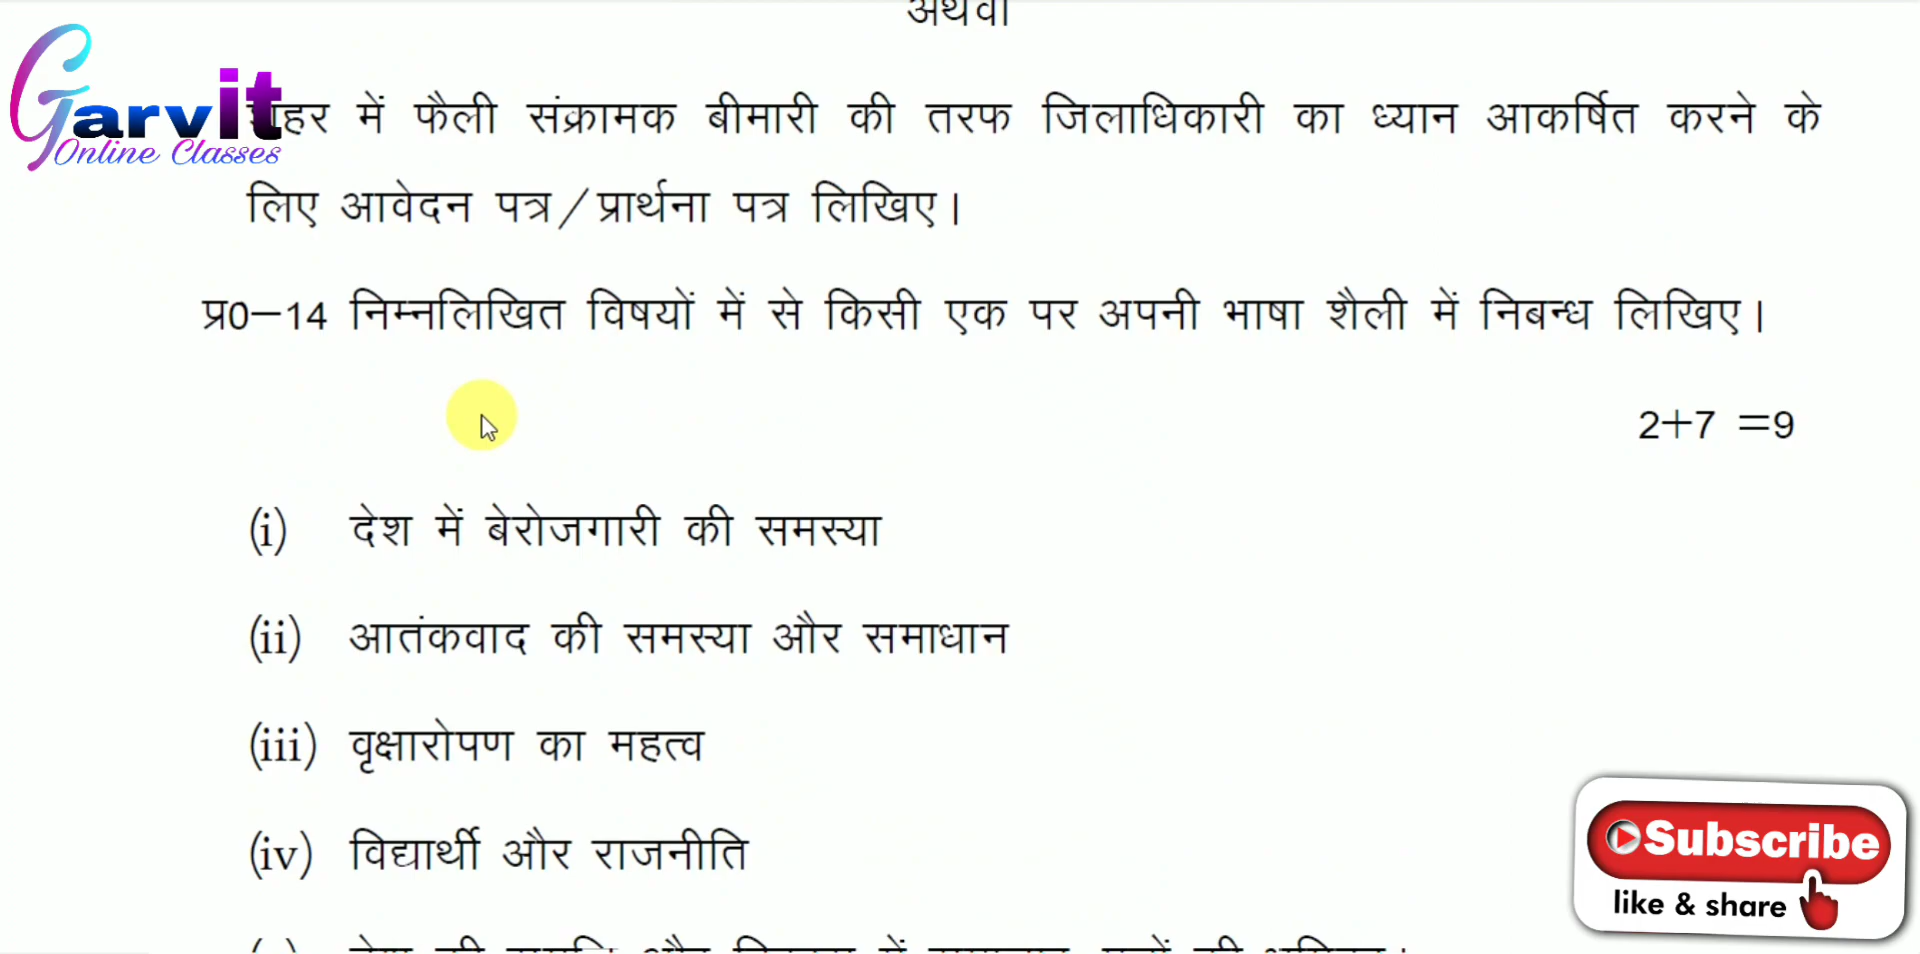 अथवा
Garvit
Online Classes
शहर में फैली संक्रामक बीमारी की तरफ जिलाधिकारी का ध्यान आकर्षित करने के
लिए आवेदन पत्र/प्रार्थना पत्र लिखिए।
प्र0–14 निम्नलिखित विषयों में से किसी एक पर अपनी भाषा शैली में निबन्ध लिखिए।
2+7 =9
(i) देश में बेरोजगारी की समस्या
(ii) आतंकवाद की समस्या और समाधान
(iii) वृक्षारोपण का महत्व
(iv) विद्यार्थी और राजनीति
Subscribe
like & share